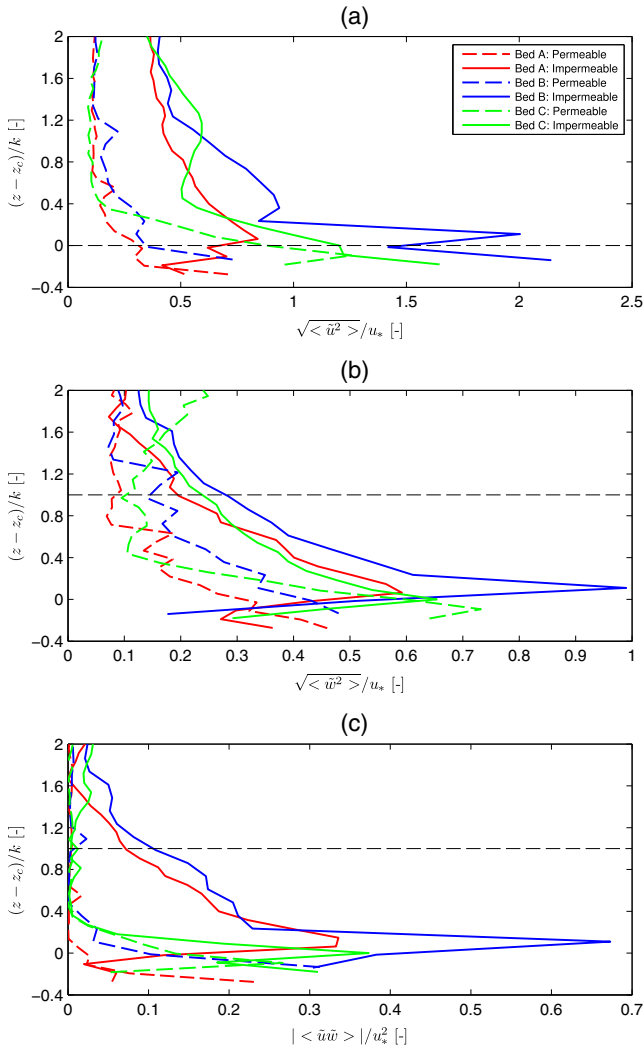 (a)
2
1.6
1.2
0.8
0.4
0
−0.4
(z − z_c)/k [-]
Bed A: Permeable
Bed A: Impermeable
Bed B: Permeable
Bed B: Impermeable
Bed C: Permeable
Bed C: Impermeable
0 0.5 1 1.5 2 2.5
√< ũ² >/u_* [-]
(b)
2
1.6
1.2
0.8
0.4
0
−0.4
(z − z_c)/k [-]
0 0.1 0.2 0.3 0.4 0.5 0.6 0.7 0.8 0.9 1
√< w̃² >/u_* [-]
(c)
2
1.6
1.2
0.8
0.4
0
−0.4
(z − z_c)/k [-]
0 0.1 0.2 0.3 0.4 0.5 0.6 0.7
| < ũw̃ > |/u_*² [-]